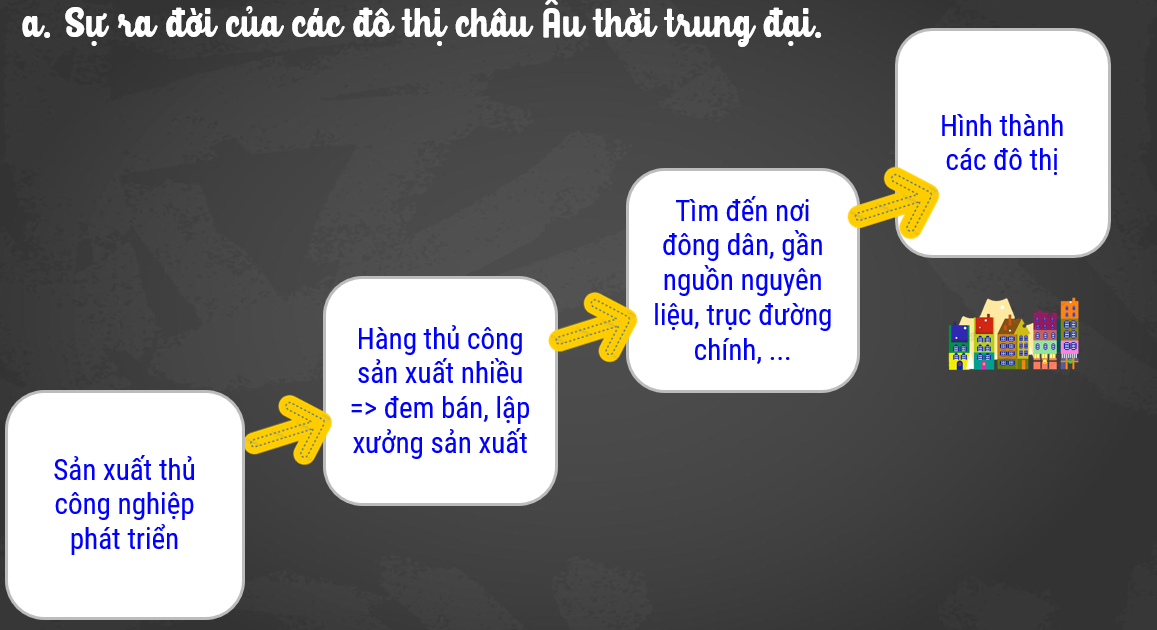 a. Sự ra đời của các đô thị châu Âu thời trung đại.
Sản xuất thủ
công nghiệp
phát triển
Hàng thủ công
sản xuất nhiều
=> đem bán, lập
xưởng sản xuất
Tìm đến nơi
đông dân, gần
nguồn nguyên
liệu, trục đường
chính, ...
Hình thành
các đô thị